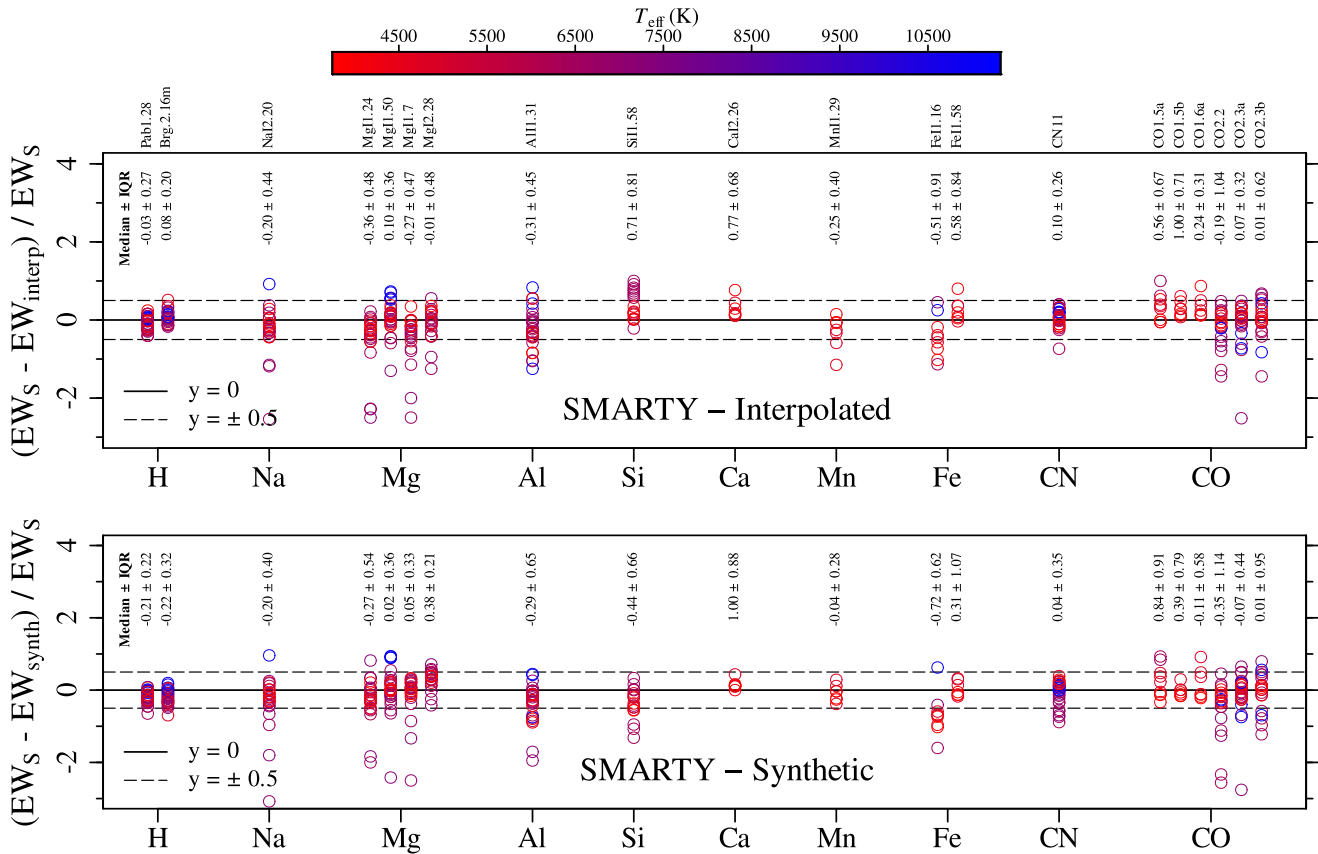 T_eff (K)
4500 5500 6500 7500 8500 9500 10500
Pab1.28 Brg.2.16m NaI2.20 MgI1.24 MgI1.50 MgI1.7 MgI2.28 AlI1.31 SiI1.58 CaI2.26 MnI1.29 FeI1.16 FeI1.58 CN11 CO1.5a CO1.5b CO1.6a CO2.2 CO2.3a CO2.3b
(EW_S - EW_interp) / EW_S
4
2
0
-2
Median ± IQR
-0.03 ± 0.27
0.08 ± 0.20
-0.20 ± 0.44
-0.36 ± 0.48
0.10 ± 0.36
-0.27 ± 0.47
-0.01 ± 0.48
-0.31 ± 0.45
0.71 ± 0.81
0.77 ± 0.68
-0.25 ± 0.40
-0.51 ± 0.91
0.58 ± 0.84
0.10 ± 0.26
0.56 ± 0.67
1.00 ± 0.71
0.24 ± 0.31
-0.19 ± 1.04
0.07 ± 0.32
0.01 ± 0.62
y = 0
y = ± 0.5
SMARTY – Interpolated
H Na Mg Al Si Ca Mn Fe CN CO
(EW_S - EW_synth) / EW_S
4
2
0
-2
Median ± IQR
-0.21 ± 0.22
-0.22 ± 0.32
-0.20 ± 0.40
-0.27 ± 0.54
0.02 ± 0.36
0.05 ± 0.33
0.38 ± 0.21
-0.29 ± 0.65
-0.44 ± 0.66
1.00 ± 0.88
-0.04 ± 0.28
-0.72 ± 0.62
0.31 ± 1.07
0.04 ± 0.35
0.84 ± 0.91
0.39 ± 0.79
-0.11 ± 0.58
-0.35 ± 1.14
-0.07 ± 0.44
0.01 ± 0.95
y = 0
y = ± 0.5
SMARTY – Synthetic
H Na Mg Al Si Ca Mn Fe CN CO